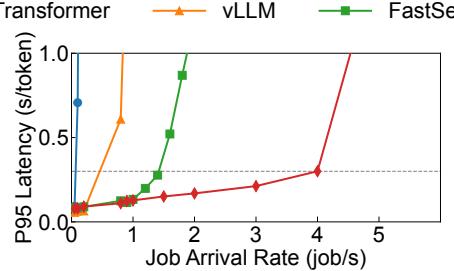 Transformer vLLM FastSe
P95 Latency (s/token)
1.0
0.5
0.0
0 1 2 3 4 5
Job Arrival Rate (job/s)